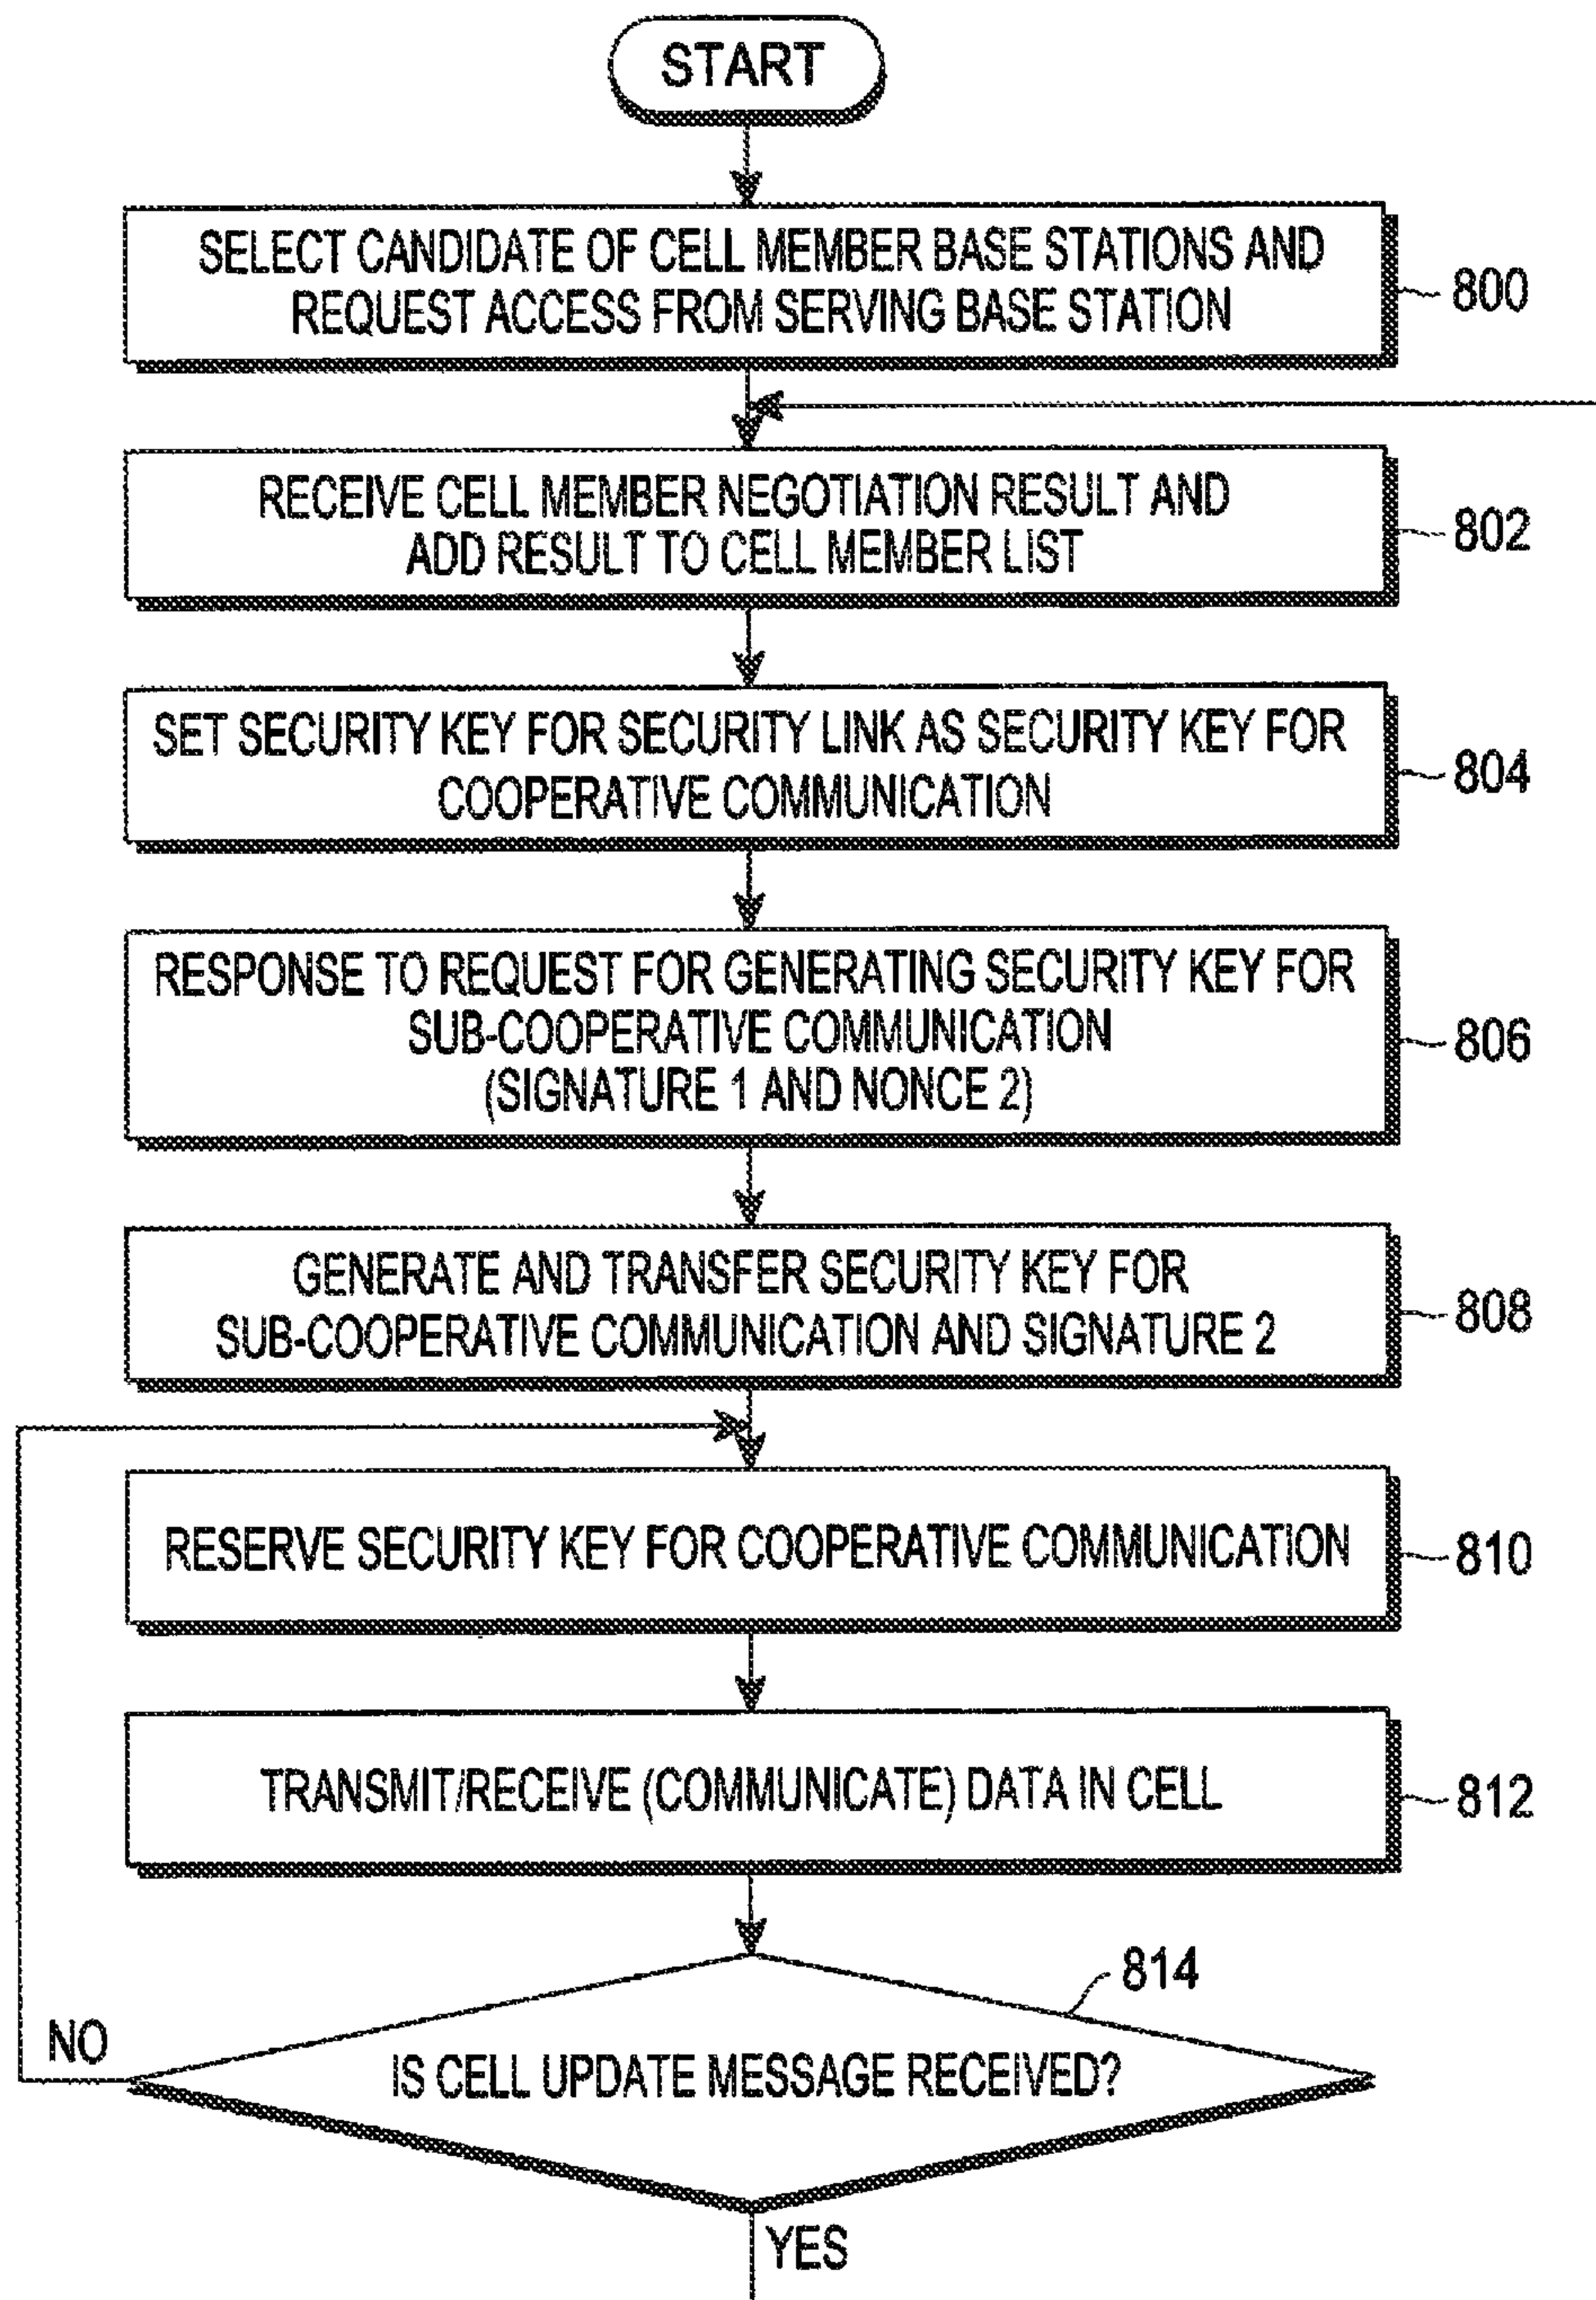 START
SELECT CANDIDATE OF CELL MEMBER BASE STATIONS AND
REQUEST ACCESS FROM SERVING BASE STATION
800
RECEIVE CELL MEMBER NEGOTIATION RESULT AND
ADD RESULT TO CELL MEMBER LIST
802
SET SECURITY KEY FOR SECURITY LINK AS SECURITY KEY FOR
COOPERATIVE COMMUNICATION
804
RESPONSE TO REQUEST FOR GENERATING SECURITY KEY FOR
SUB-COOPERATIVE COMMUNICATION
(SIGNATURE 1 AND NONCE 2)
806
GENERATE AND TRANSFER SECURITY KEY FOR
SUB-COOPERATIVE COMMUNICATION AND SIGNATURE 2
808
RESERVE SECURITY KEY FOR COOPERATIVE COMMUNICATION
810
TRANSMIT/RECEIVE (COMMUNICATE) DATA IN CELL
812
814
NO
IS CELL UPDATE MESSAGE RECEIVED?
YES